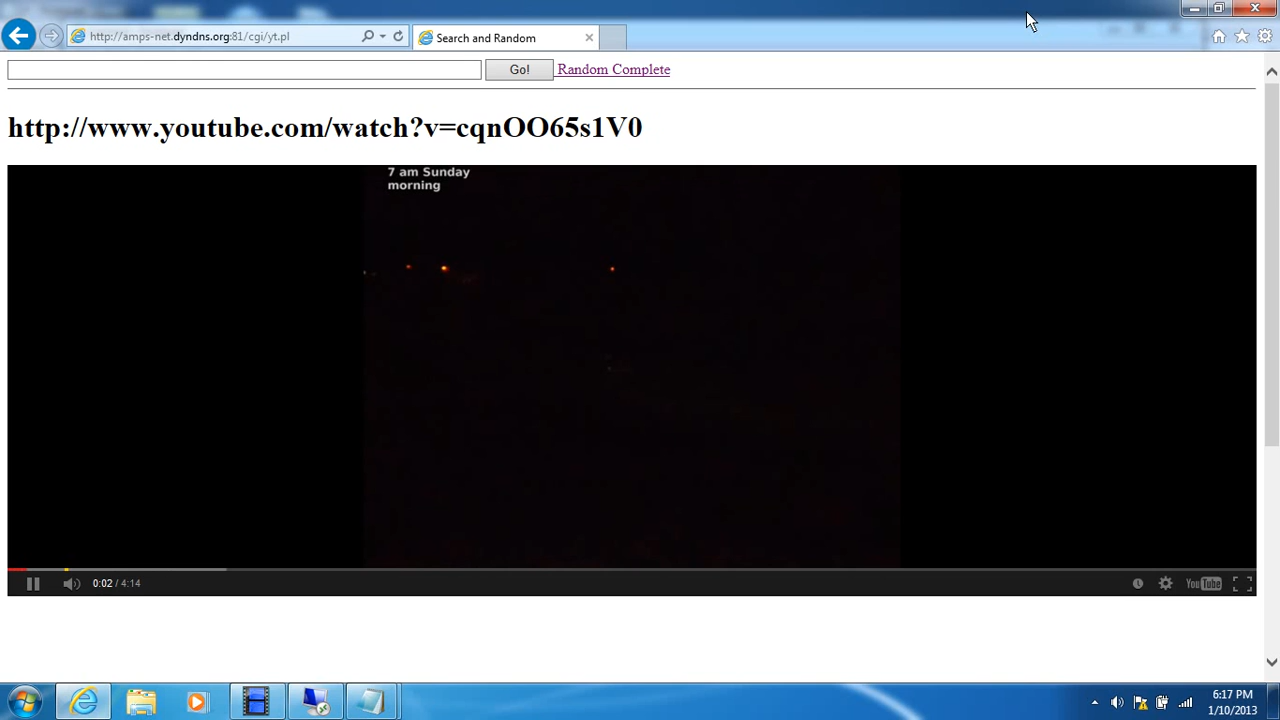 http://amps-net.dyndns.org:81/cgi/yt.pl
Search and Random
Go!
Random Complete
http://www.youtube.com/watch?v=cqnOO65s1V0
7 am Sunday
morning
0:02 / 4:14
YouTube
6:17 PM
1/10/2013